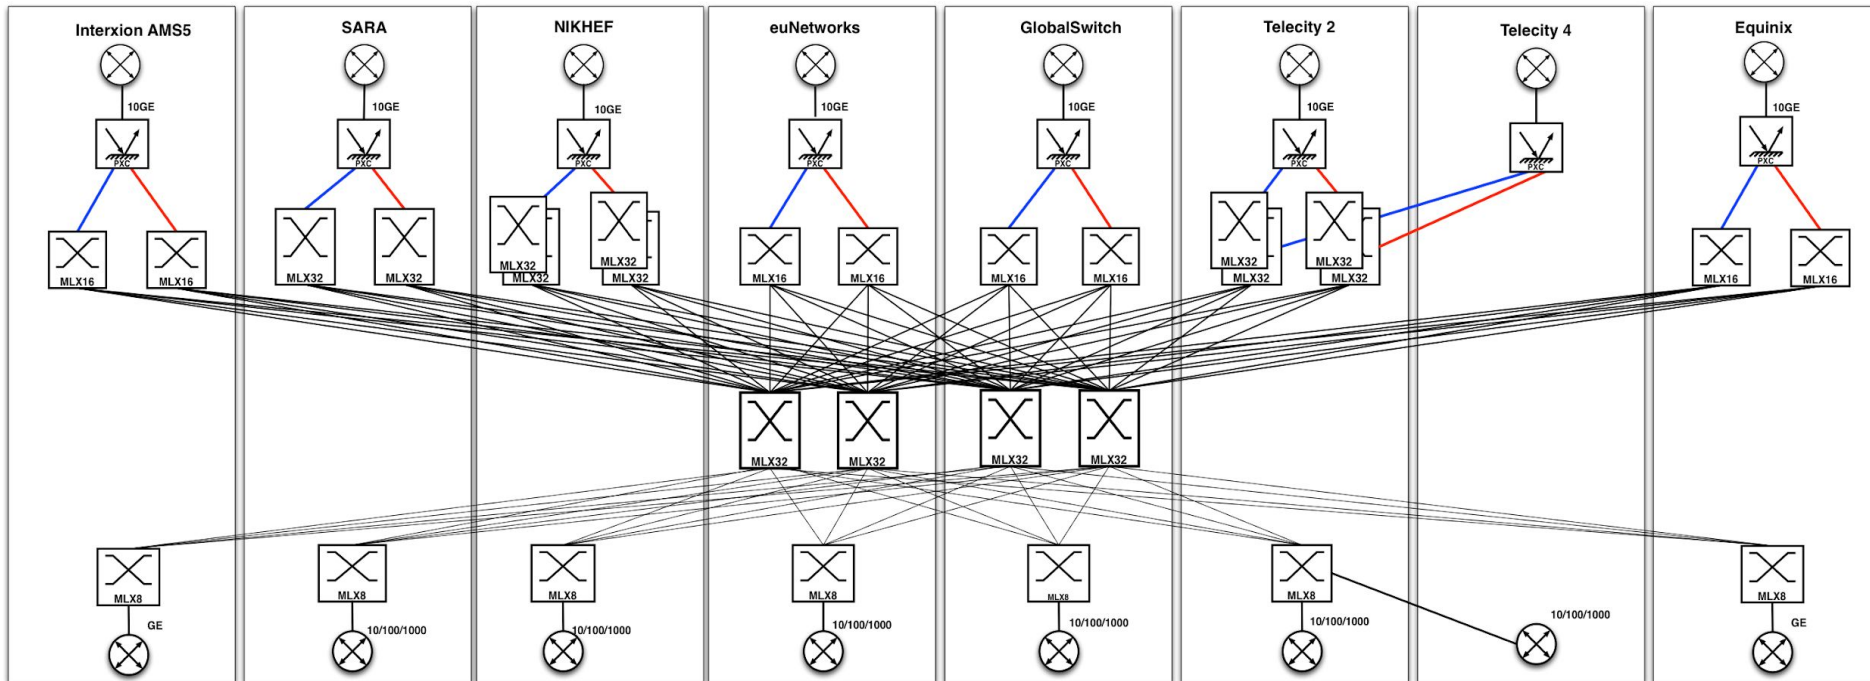 Interxion AMS5
SARA
NIKHEF
euNetworks
GlobalSwitch
Telecity 2
Telecity 4
Equinix
10GE
10GE
10GE
10GE
10GE
10GE
10GE
PXC
PXC
PXC
PXC
PXC
PXC
PXC
PXC
MLX16
MLX16
MLX32
MLX32
MLX32
MLX32
MLX32
MLX32
MLX16
MLX16
MLX16
MLX16
MLX32
MLX32
MLX32
MLX32
MLX16
MLX16
MLX32
MLX32
MLX32
MLX32
MLX8
MLX8
MLX8
MLX8
MLX8
MLX8
MLX8
GE
10/100/1000
10/100/1000
10/100/1000
10/100/1000
10/100/1000
10/100/1000
GE